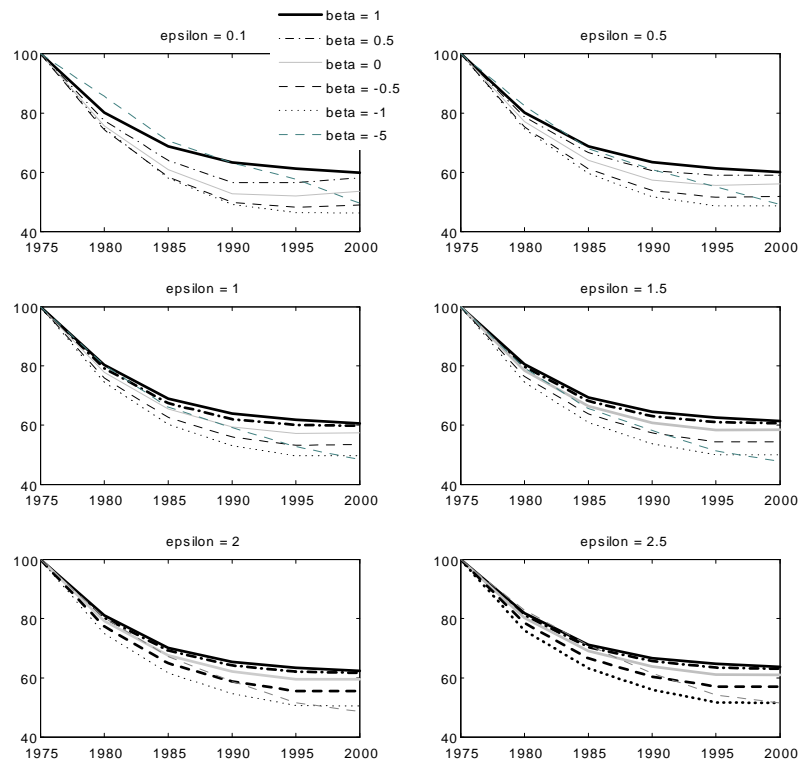 beta = 1
epsilon = 0.1
beta = 0.5
beta = 0
beta = -0.5
beta = -1
beta = -5
100
80
60
40
1975 1980 1985 1990 1995 2000
epsilon = 0.5
100
80
60
40
1975 1980 1985 1990 1995 2000
epsilon = 1
100
80
60
40
1975 1980 1985 1990 1995 2000
epsilon = 1.5
100
80
60
40
1975 1980 1985 1990 1995 2000
epsilon = 2
100
80
60
40
1975 1980 1985 1990 1995 2000
epsilon = 2.5
100
80
60
40
1975 1980 1985 1990 1995 2000